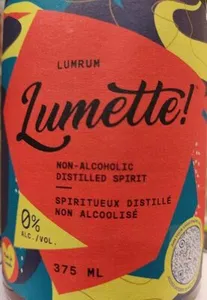 LUMRUM
Lumette!
NON-ALCOHOLIC
DISTILLED SPIRIT
SPIRITUEUX DISTILLÉ
NON ALCOOLISÉ
0%
ALC./VOL.
375 ML